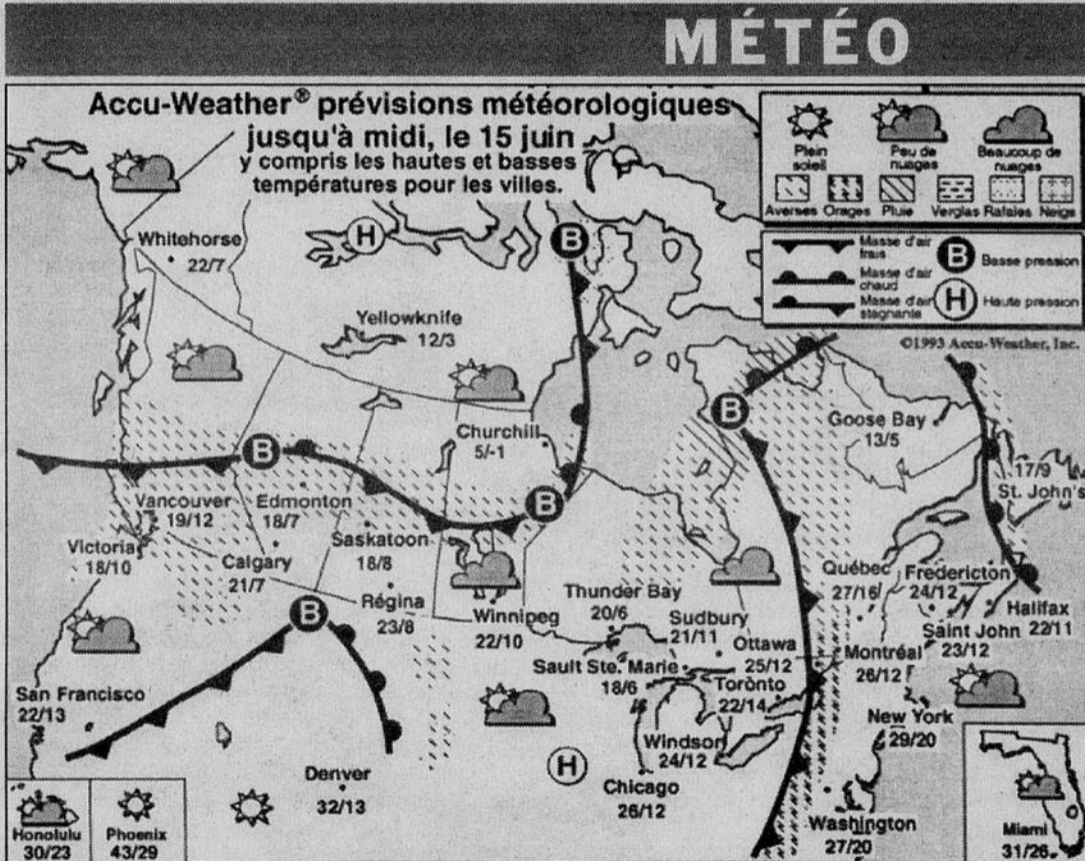 MÉTÉO
Accu-Weather® prévisions météorologiques
jusqu'à midi, le 15 juin
y compris les hautes et basses
températures pour les villes.
Plein
soleil
Peu de
nuages
Beaucoup de
nuages
Averses Orages Pluie Verglas Rafales Neige
Masse d'air
frais
B Basse pression
Masse d'air
chaud
Masse d'air
stagnante
H Haute pression
©1993 Accu-Weather, Inc.
Whitehorse
22/7
H
B
Yellowknife
12/3
Churchill
5/-1
B
Goose Bay
13/5
B
B
17/9
St. John's
Vancouver
19/12
Edmonton
18/7
Victoria
18/10
Calgary
21/7
Saskatoon
18/8
Régina
23/8
Winnipeg
22/10
Thunder Bay
20/6
Sudbury
21/11
Sault Ste. Marie
18/6
Ottawa
25/12
Toronto
22/14
Québec
27/16
Fredericton
24/12
Halifax
22/11
Saint John
23/12
Montréal
26/12
B
San Francisco
22/13
Windsor
24/12
New York
29/20
H
Denver
32/13
Chicago
26/12
Washington
27/20
Honolulu
30/23
Phoenix
43/29
Miami
31/26